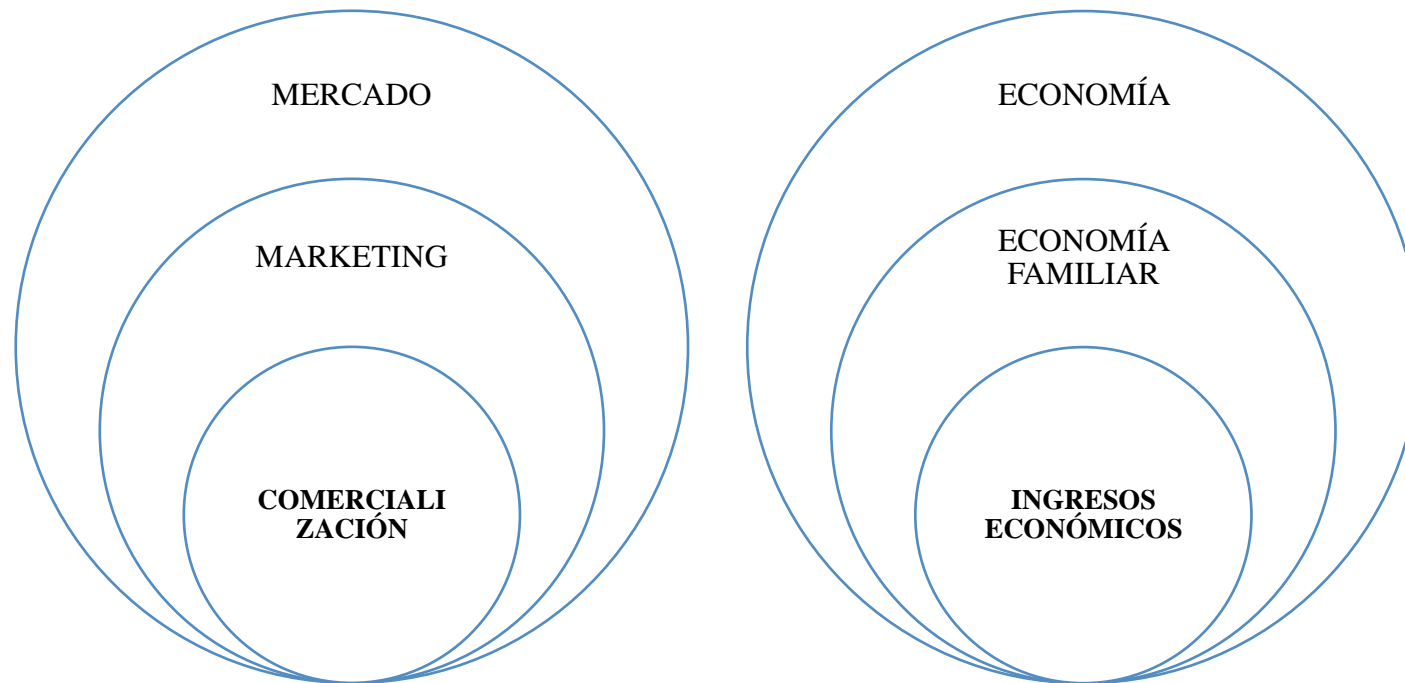 MERCADO
MARKETING
COMERCIALI
ZACIÓN
ECONOMÍA
ECONOMÍA
FAMILIAR
INGRESOS
ECONÓMICOS